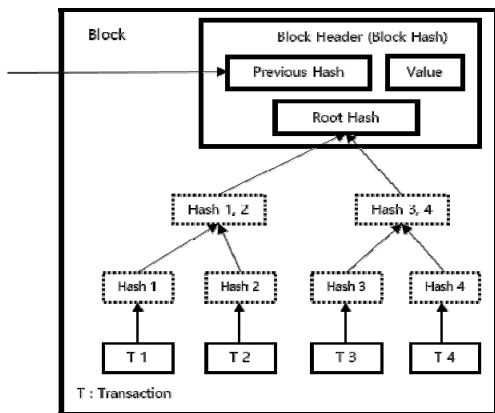 Block
Block Header (Block Hash)
Previous Hash
Value
Root Hash
Hash 1, 2
Hash 3, 4
Hash 1
Hash 2
Hash 3
Hash 4
T 1
T 2
T 3
T 4
T : Transaction